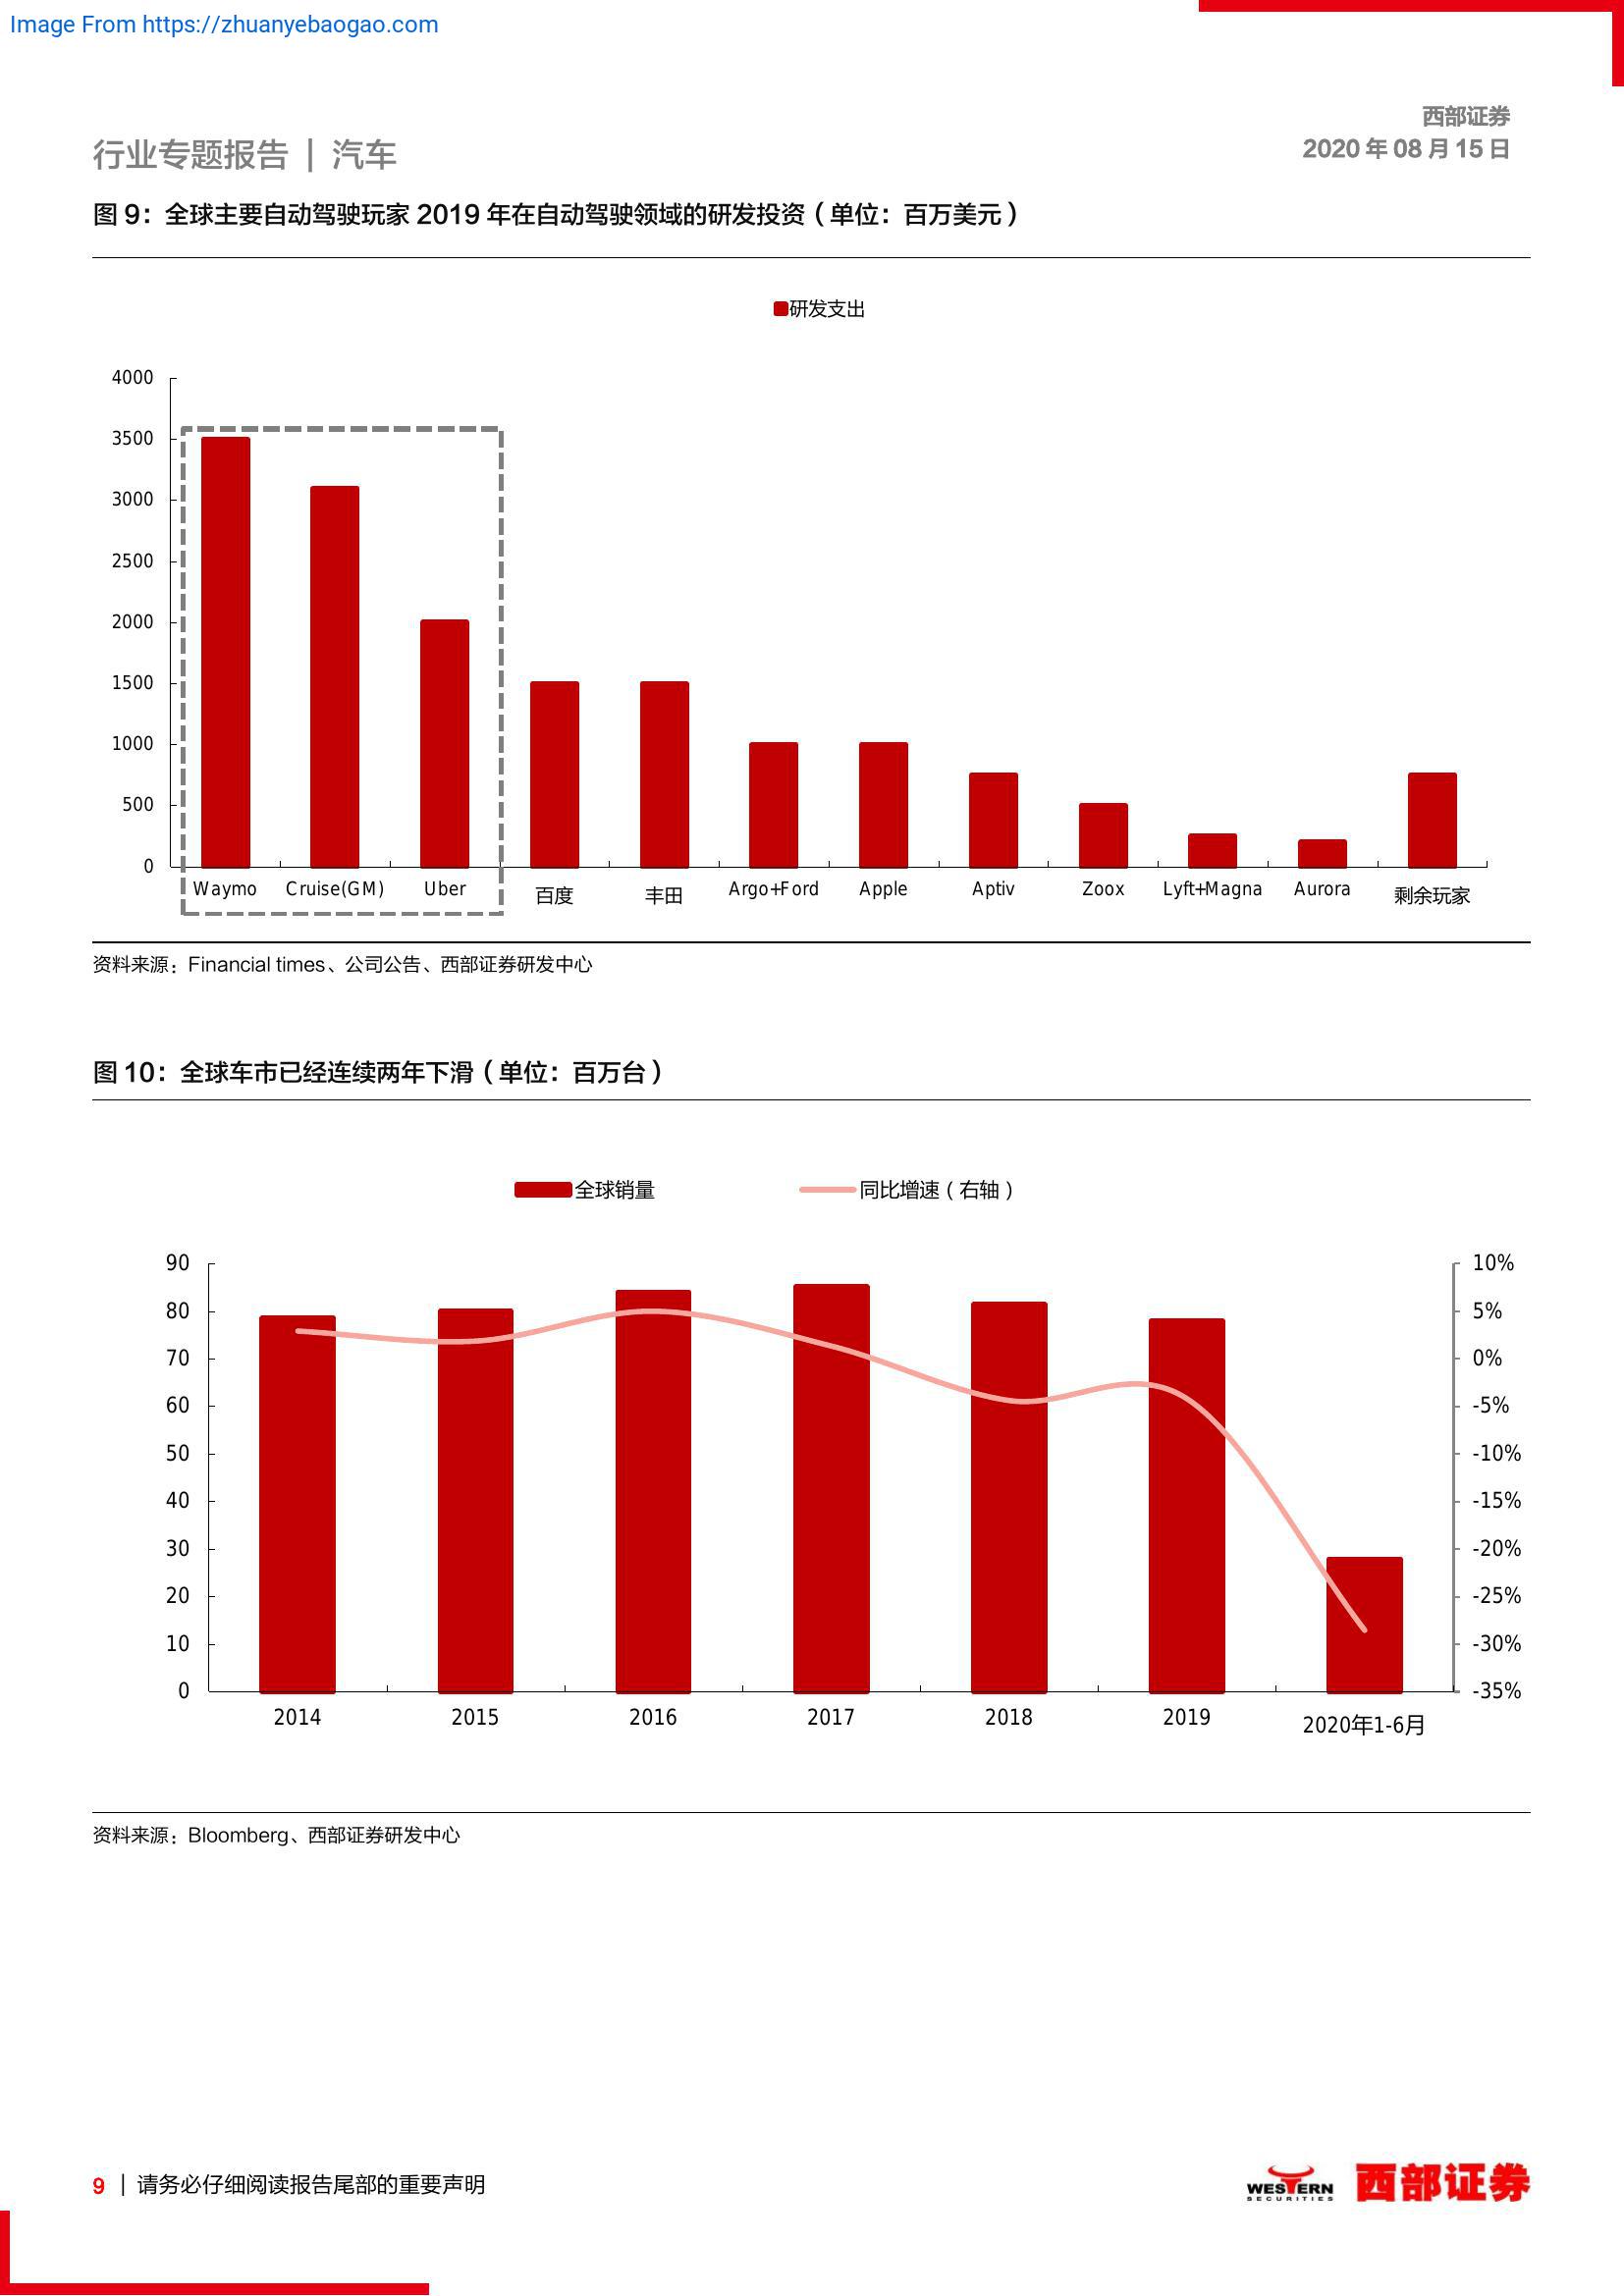 Image From https://zhuanyebaogao.com
西部证券
行业专题报告 | 汽车
2020 年 08 月 15 日
图 9：全球主要自动驾驶玩家 2019 年在自动驾驶领域的研发投资（单位：百万美元）
研发支出
4000
3500
3000
2500
2000
1500
1000
500
0
Waymo Cruise(GM) Uber 百度 丰田 Argo+Ford Apple Aptiv Zoox Lyft+Magna Aurora 剩余玩家
资料来源：Financial times、公司公告、西部证券研发中心
图 10：全球车市已经连续两年下滑（单位：百万台）
全球销量 同比增速（右轴）
90 10%
80 5%
70 0%
60 -5%
50 -10%
40 -15%
30 -20%
20 -25%
10 -30%
0 -35%
2014 2015 2016 2017 2018 2019 2020年1-6月
资料来源：Bloomberg、西部证券研发中心
9 | 请务必仔细阅读报告尾部的重要声明
WESTERN
SECURITIES
西部证券